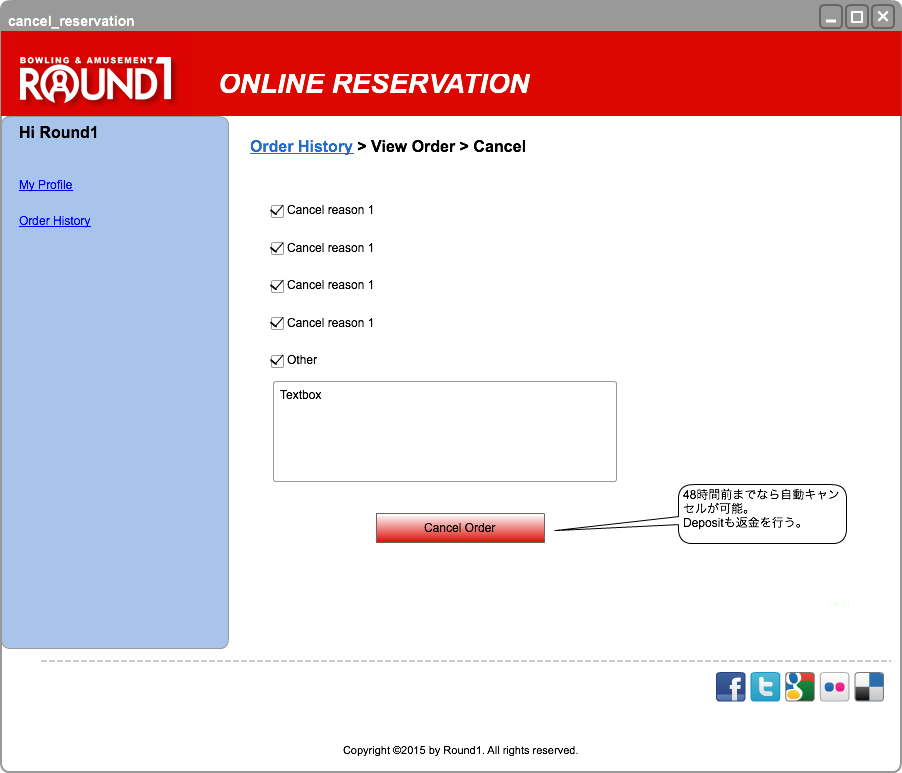 cancel_reservation
BOWLING & AMUSEMENT
ROUND1
ONLINE RESERVATION
Hi Round1
My Profile
Order History
Order History > View Order > Cancel
Cancel reason 1
Cancel reason 1
Cancel reason 1
Cancel reason 1
Other
Textbox
Cancel Order
48時間前までなら自動キャン
セルが可能。
Depositも返金を行う。
Copyright ©2015 by Round1. All rights reserved.